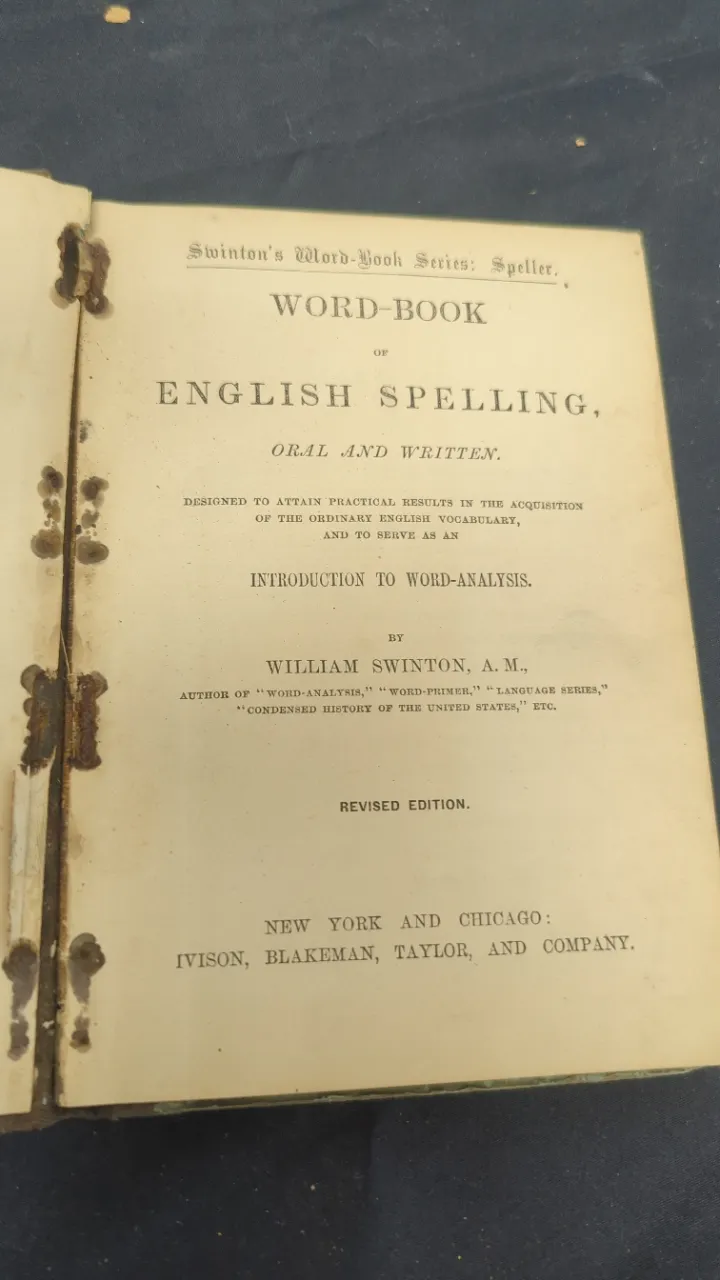 Swinton's Word-Book Series: Speller.
WORD-BOOK
OF
ENGLISH SPELLING,
ORAL AND WRITTEN.
DESIGNED TO ATTAIN PRACTICAL RESULTS IN THE ACQUISITION
OF THE ORDINARY ENGLISH VOCABULARY,
AND TO SERVE AS AN
INTRODUCTION TO WORD-ANALYSIS.
BY
WILLIAM SWINTON, A. M.,
AUTHOR OF "WORD-ANALYSIS," "WORD-PRIMER," "LANGUAGE SERIES,"
"CONDENSED HISTORY OF THE UNITED STATES," ETC.
REVISED EDITION.
NEW YORK AND CHICAGO:
IVISON, BLAKEMAN, TAYLOR, AND COMPANY.